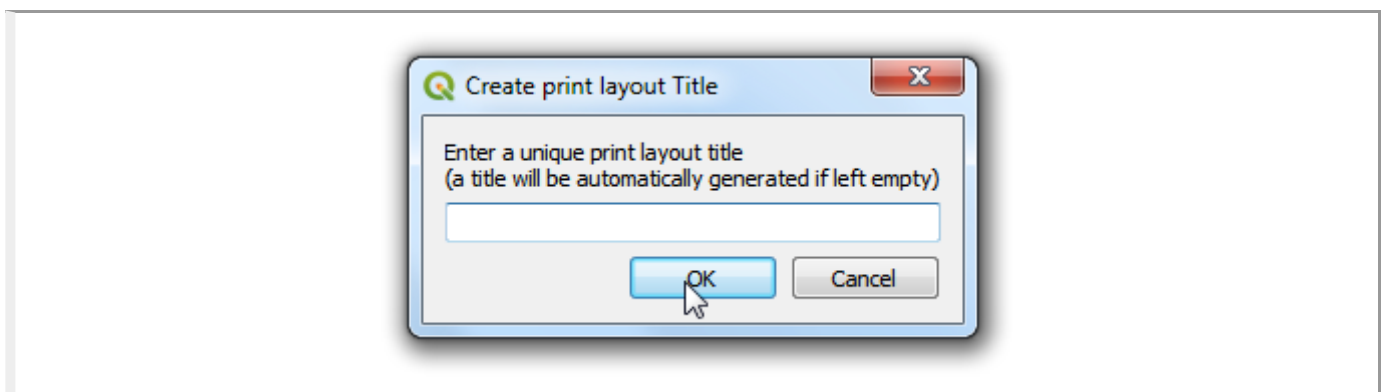 Create print layout Title
Enter a unique print layout title
(a title will be automatically generated if left empty)
OK
Cancel